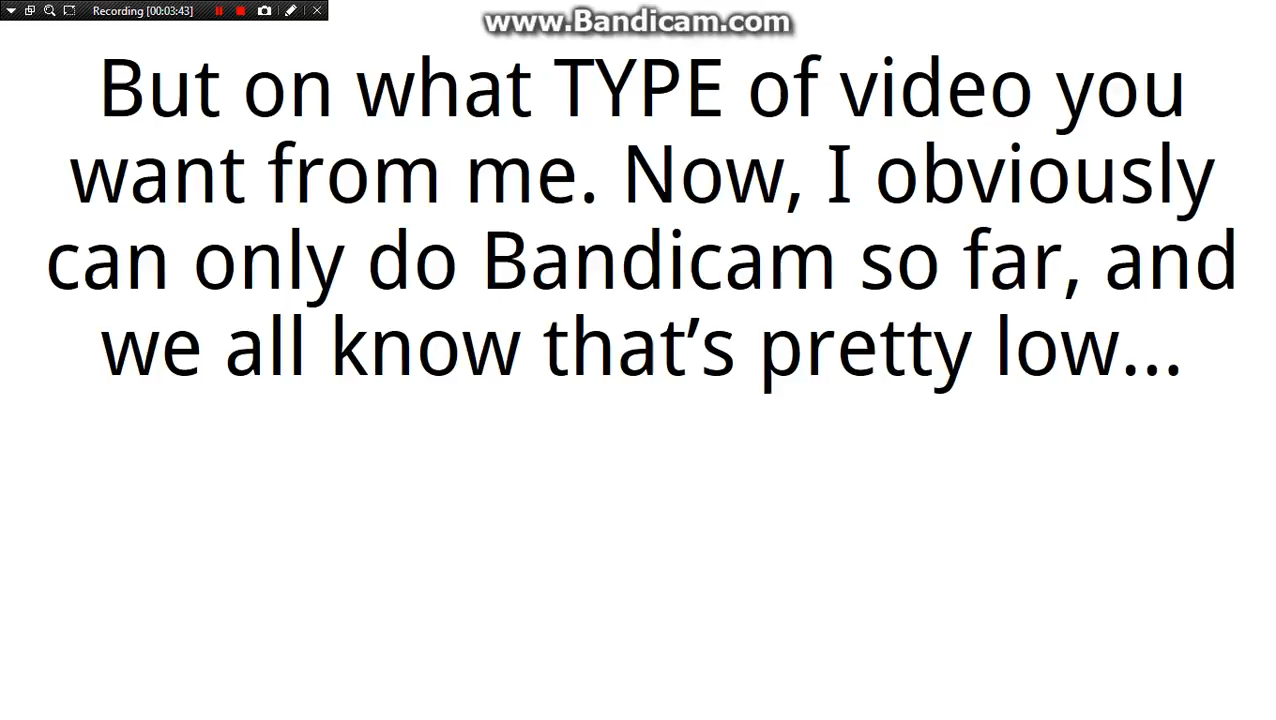 Recording [00:03:43]
www.Bandicam.com
But on what TYPE of video you
want from me. Now, I obviously
can only do Bandicam so far, and
we all know that’s pretty low...